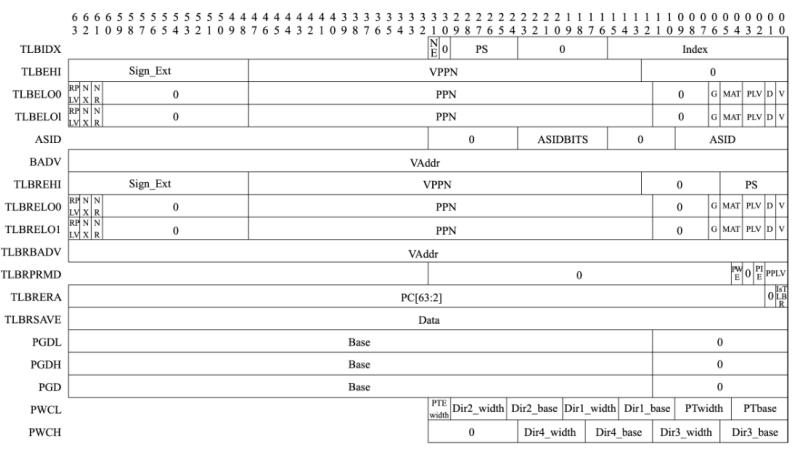 6 6 6 6 5 5 5 5 5 5 5 5 5 5 4 4 4 4 4 4 4 4 4 4 3 3 3 3 3 3 3 3 3 3 2 2 2 2 2 2 2 2 2 2 1 1 1 1 1 1 1 1 1 1 0 0 0 0 0 0 0 0 0 0
3 2 1 0 9 8 7 6 5 4 3 2 1 0 9 8 7 6 5 4 3 2 1 0 9 8 7 6 5 4 3 2 1 0 9 8 7 6 5 4 3 2 1 0 9 8 7 6 5 4 3 2 1 0 9 8 7 6 5 4 3 2 1 0
TLBIDX NE 0 PS 0 Index
TLBEHI Sign_Ext VPPN 0
TLBELO0 RPLV NX NR 0 PPN 0 G MAT PLV D V
TLBELO1 RPLV NX NR 0 PPN 0 G MAT PLV D V
ASID 0 ASIDBITS 0 ASID
BADV VAddr
TLBREHI Sign_Ext VPPN 0 PS
TLBRELO0 RPLV NX NR 0 PPN 0 G MAT PLV D V
TLBRELO1 RPLV NX NR 0 PPN 0 G MAT PLV D V
TLBRBADV VAddr
TLBRPRMD 0 PWE 0 PIE PPLV
TLBRERA PC[63:2] 0 IsTLBR
TLBRSAVE Data
PGDL Base 0
PGDH Base 0
PGD Base 0
PWCL PTEwidth Dir2_width Dir2_base Dir1_width Dir1_base PTwidth PTbase
PWCH 0 Dir4_width Dir4_base Dir3_width Dir3_base